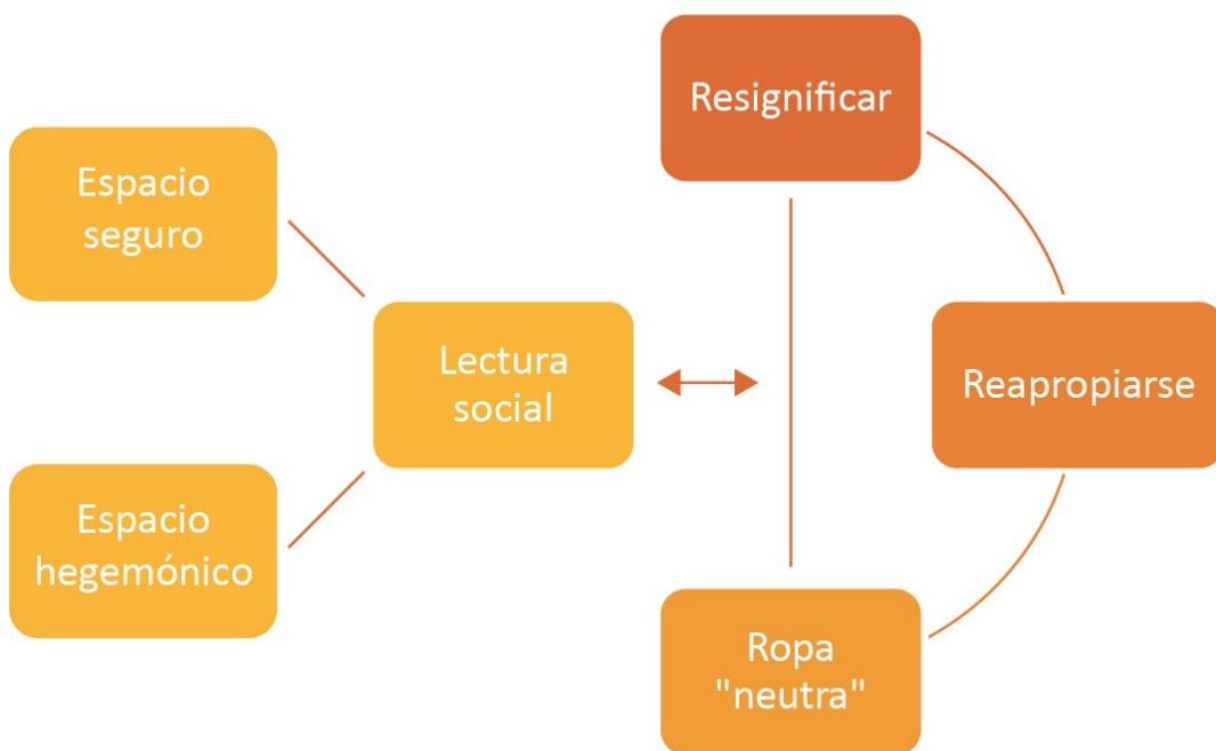 Espacio
seguro
Espacio
hegemónico
Lectura
social
Resignificar
Reapropiarse
Ropa
"neutra"